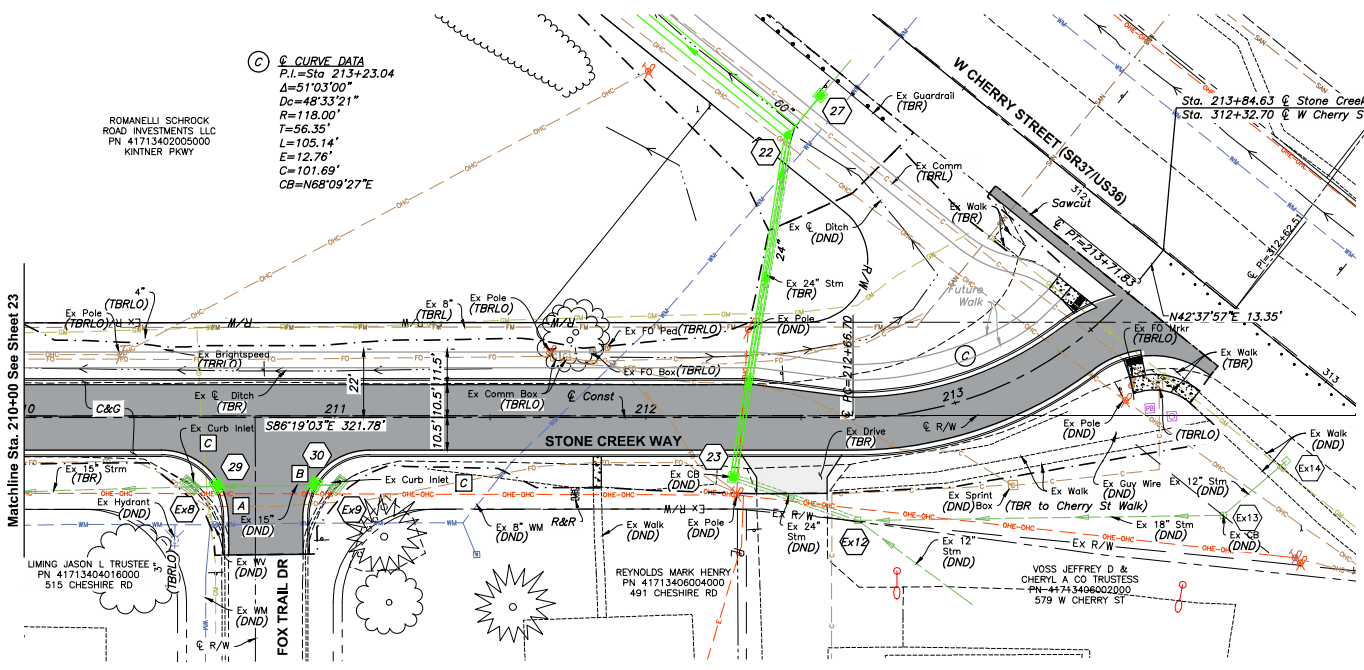 C
℄ CURVE DATA
P.I.=Sta 213+23.04
Δ=51°03'00"
Dc=48°33'21"
R=118.00'
T=56.35'
L=105.14'
E=12.76'
C=101.69'
CB=N68°09'27"E
ROMANELLI SCHROCK
ROAD INVESTMENTS LLC
PN 41713402005000
KINTNER PKWY
Matchline Sta. 210+00 See Sheet 23
60"
27
22
24"
Ex Guardrail
(TBR)
Ex Comm
(TBRL)
W CHERRY STREET (SR37/US36)
Sta. 213+84.63 ℄ Stone Creek
Sta. 312+32.70 ℄ W Cherry S
Ex Walk
(TBR)
312
Sawcut
℄ PT=213+71.83
℄ PI=312+62.51
Ex ℄ Ditch
(DND)
Ex 24" Stm
(TBR)
R/W
Future
Walk
N42°37'57"E 13.35'
313
4"
(TBRLO)
Ex Pole
(TBRLO)
Ex R/W
Ex 8"
(TBRL)
Ex Pole
(TBRLO)
R/W
R/W
R/W
Ex FO Ped(TBRLO)
Ex Pole
(DND)
Ex FO Mrkr
(TBRLO)
Ex Walk
(TBR)
Ex Brightspeed
(TBRLO)
Ex FO Box(TBRLO)
℄ PC=212+66.70
C
22'
10.5'
11.5'
10.5'
Ex ℄ Ditch
(TBR)
Ex Comm Box
(TBRLO)
℄ Const
10
C&G
211
212
213
℄ R/W
S86°19'03"E 321.78'
STONE CREEK WAY
Ex Curb Inlet
C
29
30
B
A
Ex Curb Inlet
C
23
Ex Drive
(TBR)
Ex Pole
(DND)
PB
(TBRLO)
Ex Walk
(DND)
Ex14
Ex 15" Strm
(TBR)
Ex Hydrant
(DND)
Ex8
Ex 15"
(DND)
Ex9
Ex CB
(DND)
Ex Sprint
Box
(DND)
Ex Walk
(TBR to Cherry St Walk)
Ex Guy Wire
(DND)
Ex 12" Stm
(DND)
Ex13
Ex CB
(DND)
Ex 18" Stm
(DND)
Ex 8" WM
(DND)
R&R
Ex Walk
(DND)
Ex R/W
Ex Pole
(DND)
Ex R/W
Ex 24"
Stm
(DND)
Ex12
Ex 12"
Stm
(DND)
Ex R/W
3"
(TBRLO)
LIMING JASON L TRUSTEE
PN 41713404016000
515 CHESHIRE RD
Ex WV
(DND)
Ex WM
(DND)
℄ R/W
FOX TRAIL DR
REYNOLDS MARK HENRY
PN 41713406004000
491 CHESHIRE RD
VOSS JEFFREY D &
CHERYL A CO TRUSTESS
PN 41713406002000
579 W CHERRY ST